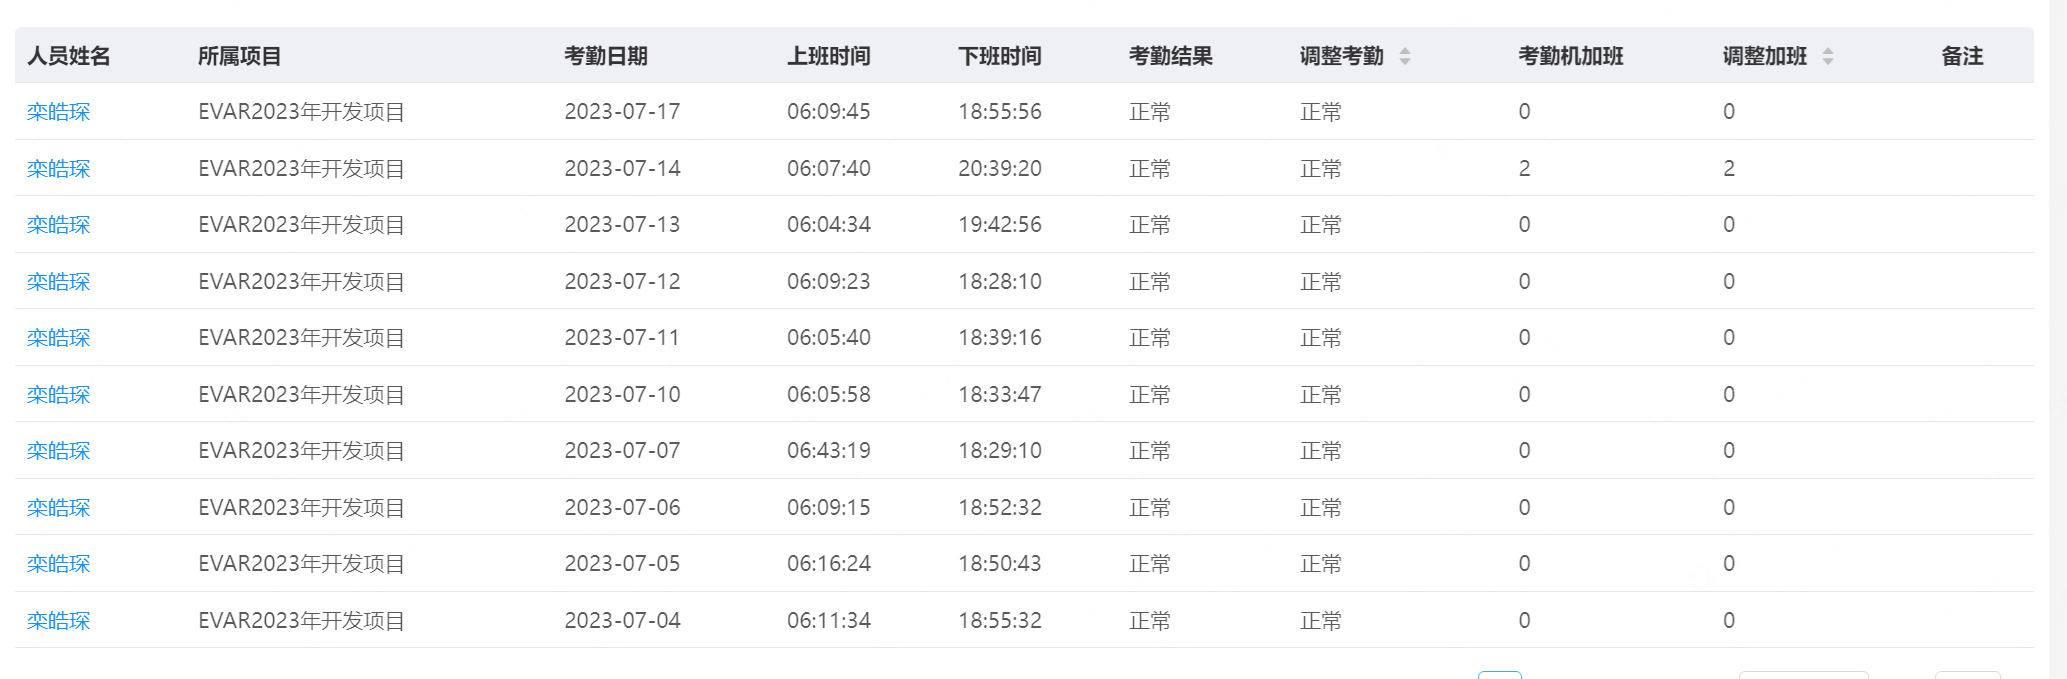 人员姓名 所属项目 考勤日期 上班时间 下班时间 考勤结果 调整考勤 考勤机加班 调整加班 备注
栾皓琛 EVAR2023年开发项目 2023-07-17 06:09:45 18:55:56 正常 正常 0 0
栾皓琛 EVAR2023年开发项目 2023-07-14 06:07:40 20:39:20 正常 正常 2 2
栾皓琛 EVAR2023年开发项目 2023-07-13 06:04:34 19:42:56 正常 正常 0 0
栾皓琛 EVAR2023年开发项目 2023-07-12 06:09:23 18:28:10 正常 正常 0 0
栾皓琛 EVAR2023年开发项目 2023-07-11 06:05:40 18:39:16 正常 正常 0 0
栾皓琛 EVAR2023年开发项目 2023-07-10 06:05:58 18:33:47 正常 正常 0 0
栾皓琛 EVAR2023年开发项目 2023-07-07 06:43:19 18:29:10 正常 正常 0 0
栾皓琛 EVAR2023年开发项目 2023-07-06 06:09:15 18:52:32 正常 正常 0 0
栾皓琛 EVAR2023年开发项目 2023-07-05 06:16:24 18:50:43 正常 正常 0 0
栾皓琛 EVAR2023年开发项目 2023-07-04 06:11:34 18:55:32 正常 正常 0 0